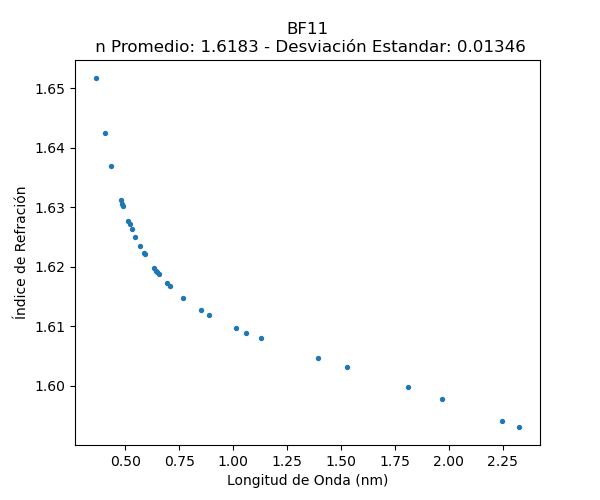 BF11
n Promedio: 1.6183 - Desviación Estandar: 0.01346
Índice de Refración
1.65
1.64
1.63
1.62
1.61
1.60
0.50 0.75 1.00 1.25 1.50 1.75 2.00 2.25
Longitud de Onda (nm)